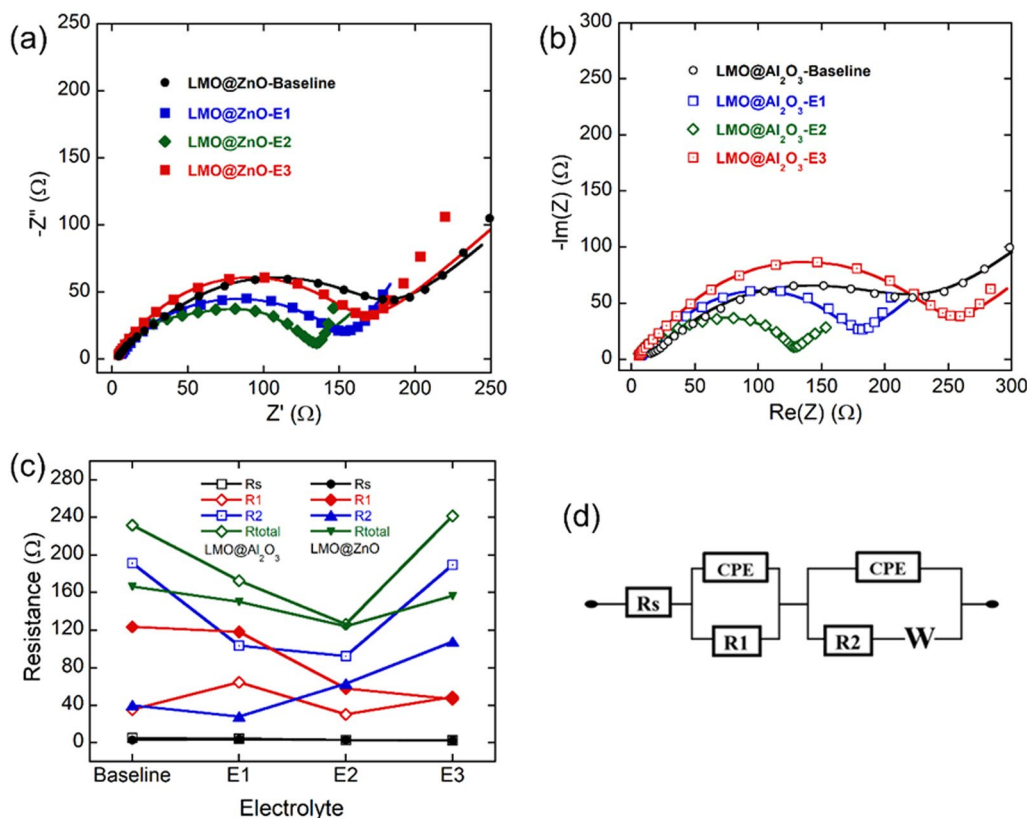 (a)
250
200
150
100
50
0
-Z" (Ω)
LMO@ZnO-Baseline
LMO@ZnO-E1
LMO@ZnO-E2
LMO@ZnO-E3
0 50 100 150 200 250
Z' (Ω)
(b)
300
250
200
150
100
50
0
-Im(Z) (Ω)
LMO@Al₂O₃-Baseline
LMO@Al₂O₃-E1
LMO@Al₂O₃-E2
LMO@Al₂O₃-E3
0 50 100 150 200 250 300
Re(Z) (Ω)
(c)
280
240
200
160
120
80
40
0
Resistance (Ω)
Rs Rs
R1 R1
R2 R2
Rtotal Rtotal
LMO@Al₂O₃ LMO@ZnO
Baseline E1 E2 E3
Electrolyte
(d)
CPE CPE
Rs
R1 R2 W